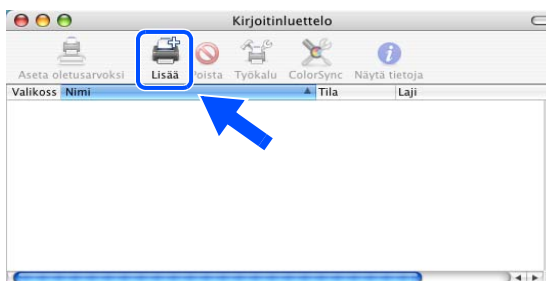 Kirjoitinluettelo
Aseta oletusarvoksi Lisää Poista Työkalu ColorSync Näytä tietoja
Valikoss Nimi Tila Laji